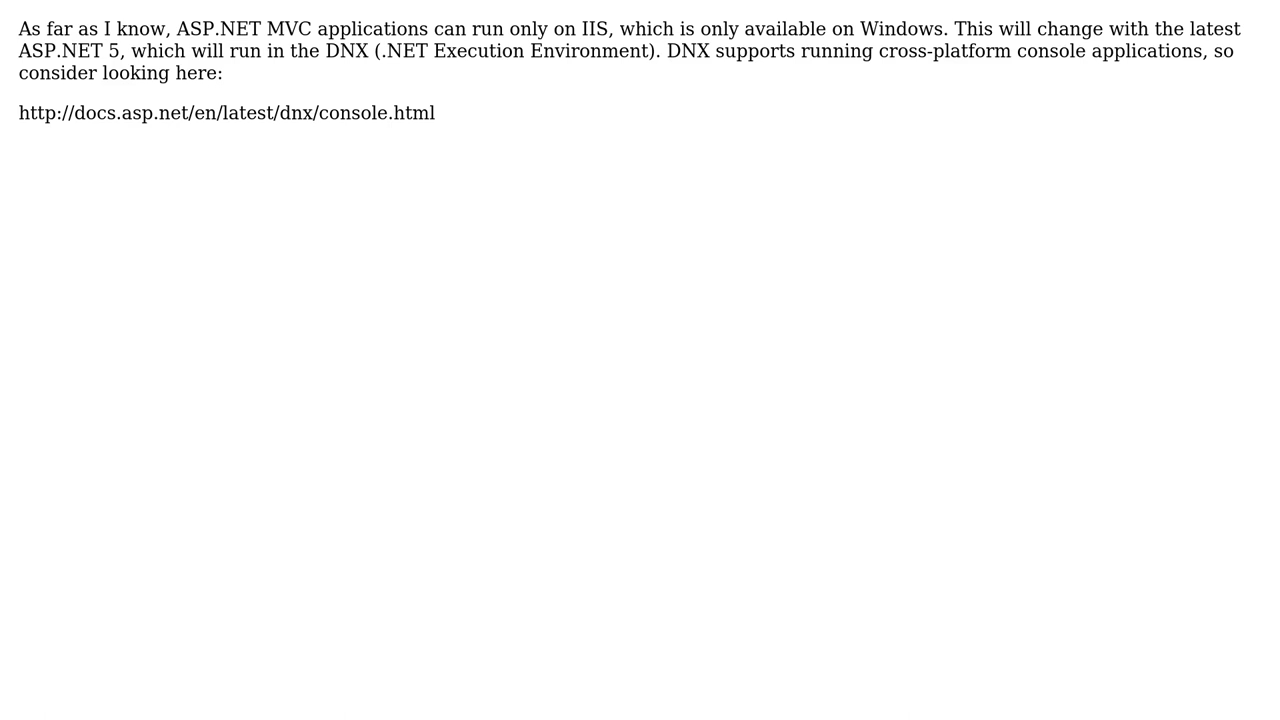 As far as I know, ASP.NET MVC applications can run only on IIS, which is only available on Windows. This will change with the latest
ASP.NET 5, which will run in the DNX (.NET Execution Environment). DNX supports running cross-platform console applications, so
consider looking here:
http://docs.asp.net/en/latest/dnx/console.html